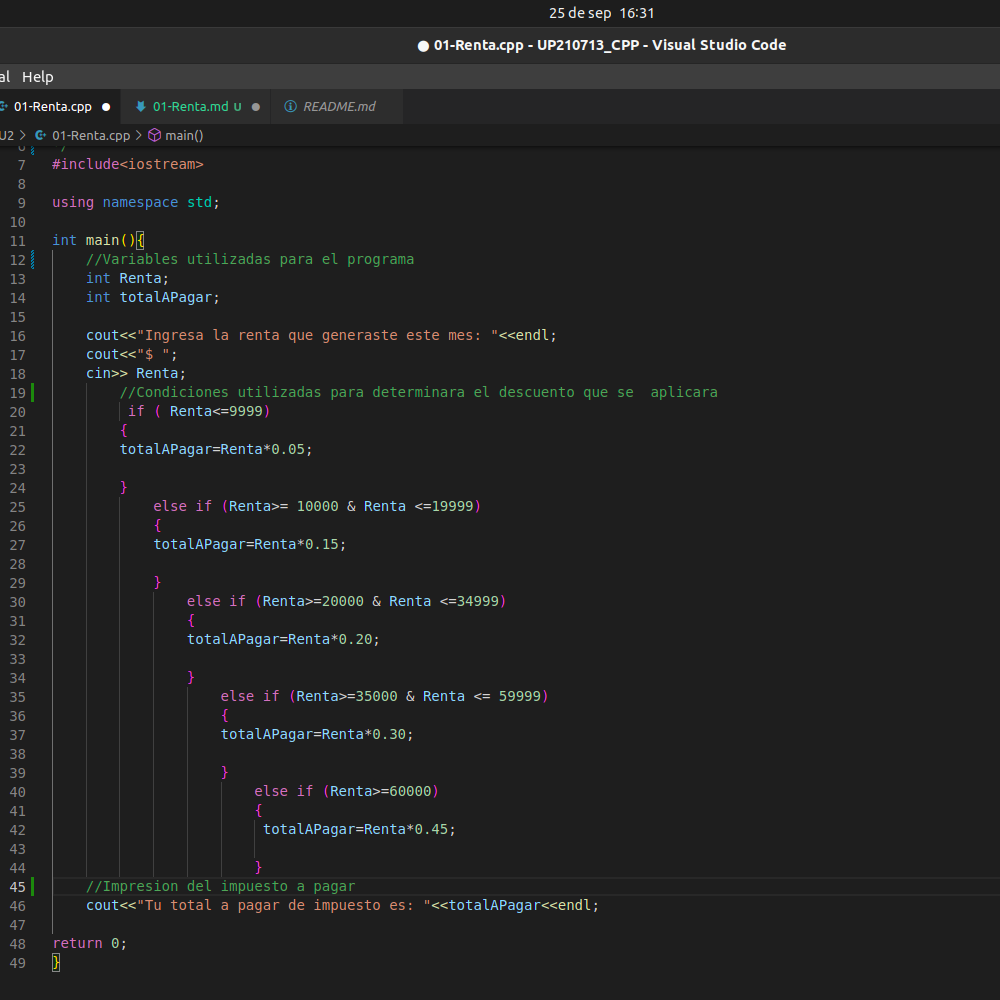 25 de sep 16:31
● 01-Renta.cpp - UP210713_CPP - Visual Studio Code
al Help
01-Renta.cpp ● 01-Renta.md U ● README.md
U2 > 01-Renta.cpp > main()
6 /
7 #include<iostream>
8
9 using namespace std;
10
11 int main(){
12 //Variables utilizadas para el programa
13 int Renta;
14 int totalAPagar;
15
16 cout<<"Ingresa la renta que generaste este mes: "<<endl;
17 cout<<"$ ";
18 cin>> Renta;
19 //Condiciones utilizadas para determinara el descuento que se  aplicara
20 if ( Renta<=9999)
21 {
22 totalAPagar=Renta*0.05;
23
24 }
25 else if (Renta>= 10000 & Renta <=19999)
26 {
27 totalAPagar=Renta*0.15;
28
29 }
30 else if (Renta>=20000 & Renta <=34999)
31 {
32 totalAPagar=Renta*0.20;
33
34 }
35 else if (Renta>=35000 & Renta <= 59999)
36 {
37 totalAPagar=Renta*0.30;
38
39 }
40 else if (Renta>=60000)
41 {
42 totalAPagar=Renta*0.45;
43
44 }
45 //Impresion del impuesto a pagar
46 cout<<"Tu total a pagar de impuesto es: "<<totalAPagar<<endl;
47
48 return 0;
49 }